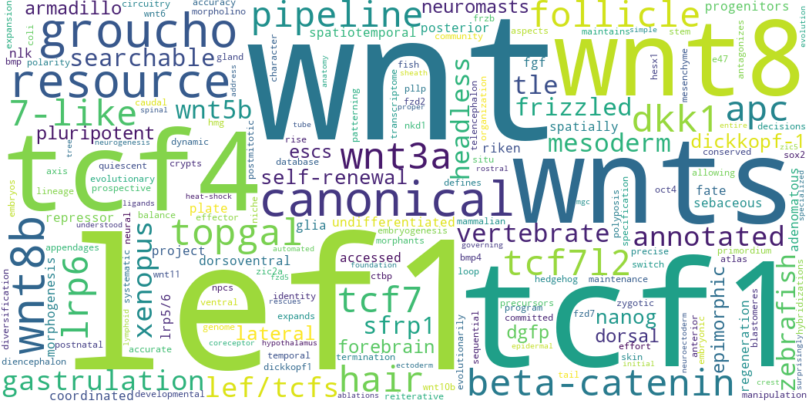 armadillo
circuitry
accuracy
wnt6
morpholino
expansion
coli
groucho
resource
searchable
nlk
bmp
polarity
gland
address
pipeline
neuromasts
spatiotemporal
posterior
frzb
community
aspects
follicle
progenitors
maintains
simple
stem
antagonizes
e47
evolution
wnt
wnt8
character
anatomy
fish
sheath
pl1p
fzd2
proper
nkd1
transcriptome
patterning
tube
headless
telencephalon
organization
fgf
tle
frizzled
spatially
riken
hesx1
mesenchyme
dkk1
apc
mesoderm
dickkopf-1
entire
decisions
conserved
sox2
7-like
wnt5b
caudal
spinal
hmg
pluripotent
tcf4
tree
neurogenesis
dynamic
quiescent
crypts
axis
evolutionary
lineage
prospective
embryos
postmitotic
rise
database
escs
wnt3a
self-renewal
in situ
defines
rostral
canonical
wnts
oct4
fate
allowing
sebaceous
mgc
polyposis
specification
adenomatous
specialized
ligands
heat-shock
repressor
balance
effector
niche
plate
understood
neural
topgal
glia
undifferentiated
mammalian
embryogenesis
morphants
automated
vertebrate
annotated
governing
bmp4
precise
primordium
atlas
switch
loop
tcf7l2
hedgehog
maintenance
zebrafish
surprisingly
hybridizations
wnt8b
appendages
morphogenesis
diversification
postnatal
diencephalon
lrp6
lymphoid
systematic
xenopus
project
wnt11
dorsoventral
lrp5/6
npcs
zic2a
fzd5
ventral
identity
rescues
genome
expands
accessed
foundation
ctbp
lef1
tcf1
tcf7
sfrp1
lateral
coreceptor
hypothalamus
forebrain
temporal
termination
ectoderm
dickkopf1
accurate
gastrulation
coordinated
developmental
lef/tcfs
hair
ablations
wnt10b
reiterative
evolutionarily
sequential
precursors
program
committed
dgfp
epidermal
zygotic
fzd7
nanog
dorsal
effort
skin
initial
tail
beta-catenin
neuroectoderm
anterior
embryonic
epimorphic
regeneration
blastomeres
crest
manipulation